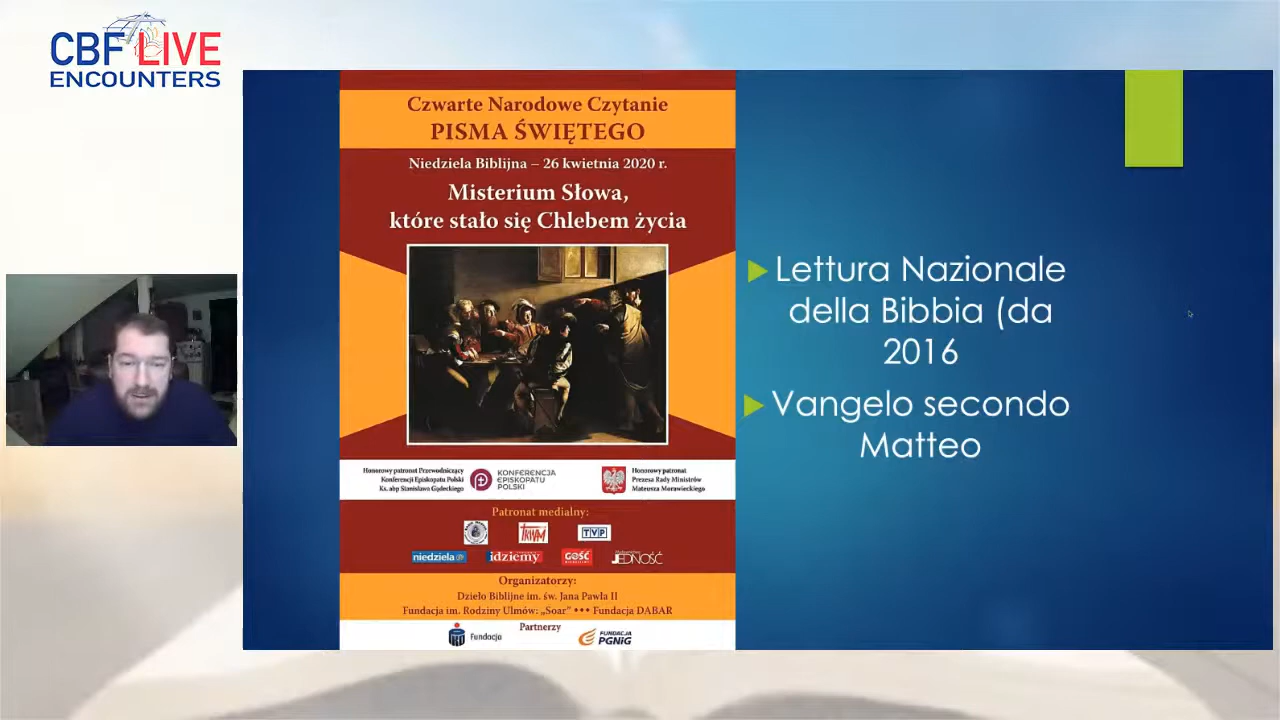 CBF LIVE
ENCOUNTERS
Czwarte Narodowe Czytanie
PISMA ŚWIĘTEGO
Niedziela Biblijna – 26 kwietnia 2020 r.
Misterium Słowa,
które stało się Chlebem życia
Honorowy patronat Przewodniczący
Konferencji Episkopatu Polski
Ks. abp Stanisława Gądeckiego
KONFERENCJA
EPISKOPATU
POLSKI
Honorowy patronat
Prezesa Rady Ministrów
Mateusza Morawieckiego
Patronat medialny:
TRWAM
TVP
niedziela
idziemy
GOŚĆ
JEDNOŚĆ
Organizatorzy:
Dzieło Biblijne im. św. Jana Pawła II
Fundacja im. Rodziny Ulmów: „Soar” ••• Fundacja DABAR
Partnerzy
Fundacja
FUNDACJA
PGNiG
Lettura Nazionale
della Bibbia (da
2016
Vangelo secondo
Matteo